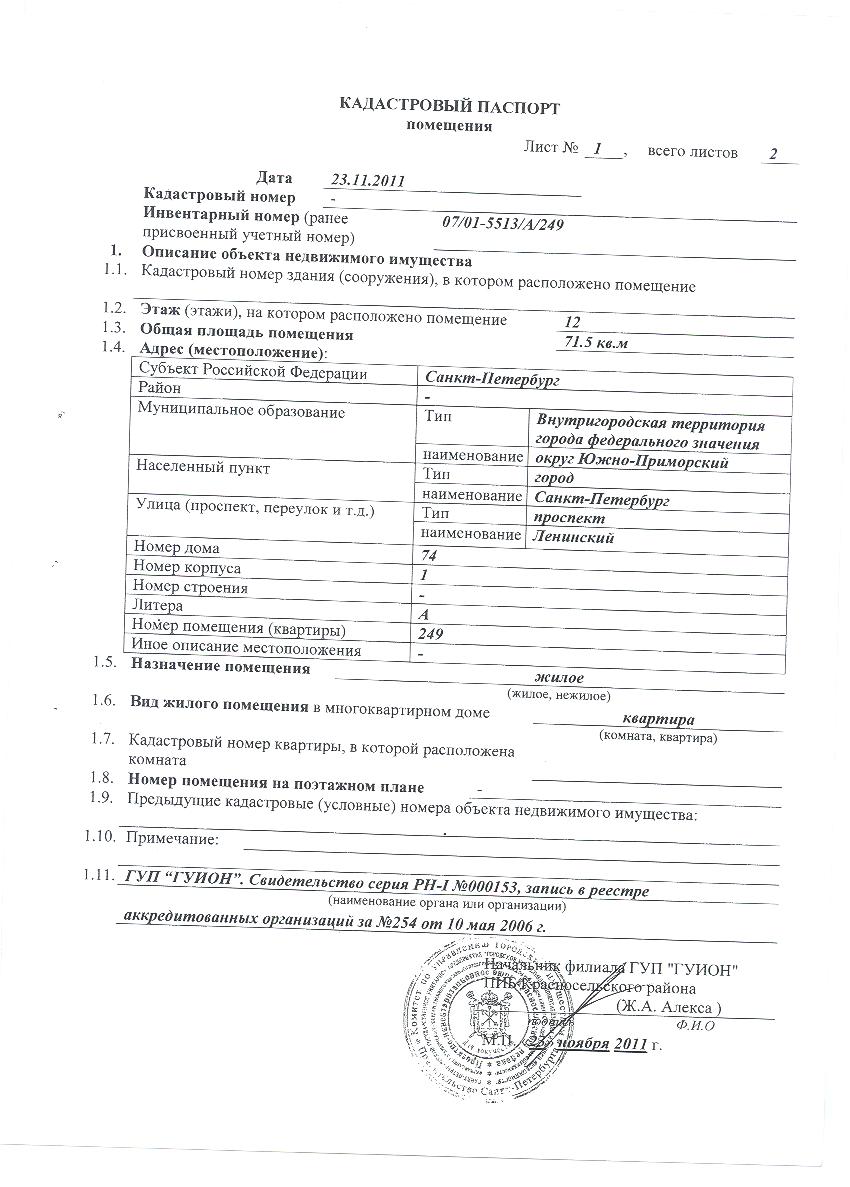 КАДАСТРОВЫЙ ПАСПОРТ
помещения
Лист № 1 , всего листов 2
Дата 23.11.2011
Кадастровый номер -
Инвентарный номер (ранее 07/01-5513/А/249
присвоенный учетный номер)
1. Описание объекта недвижимого имущества
1.1. Кадастровый номер здания (сооружения), в котором расположено помещение
1.2. Этаж (этажи), на котором расположено помещение 12
1.3. Общая площадь помещения 71.5 кв.м
1.4. Адрес (местоположение):
Субъект Российской Федерации Санкт-Петербург
Район -
Муниципальное образование Тип Внутригородская территория
города федерального значения
наименование округ Южно-Приморский
Населенный пункт Тип город
наименование Санкт-Петербург
Улица (проспект, переулок и т.д.) Тип проспект
наименование Ленинский
Номер дома 74
Номер корпуса 1
Номер строения -
Литера А
Номер помещения (квартиры) 249
Иное описание местоположения -
1.5. Назначение помещения жилое
(жилое, нежилое)
1.6. Вид жилого помещения в многоквартирном доме квартира
(комната, квартира)
1.7. Кадастровый номер квартиры, в которой расположена
комната
1.8. Номер помещения на поэтажном плане -
1.9. Предыдущие кадастровые (условные) номера объекта недвижимого имущества:
1.10. Примечание:
1.11. ГУП "ГУИОН". Свидетельство серия РН-I №000153, запись в реестре
(наименование органа или организации)
аккредитованных организаций за №254 от 10 мая 2006 г.
Начальник филиала ГУП "ГУИОН"
ПИБ Красносельского района
(Ж.А. Алекса )
подпись Ф.И.О
М.П. 23 ноября 2011 г.